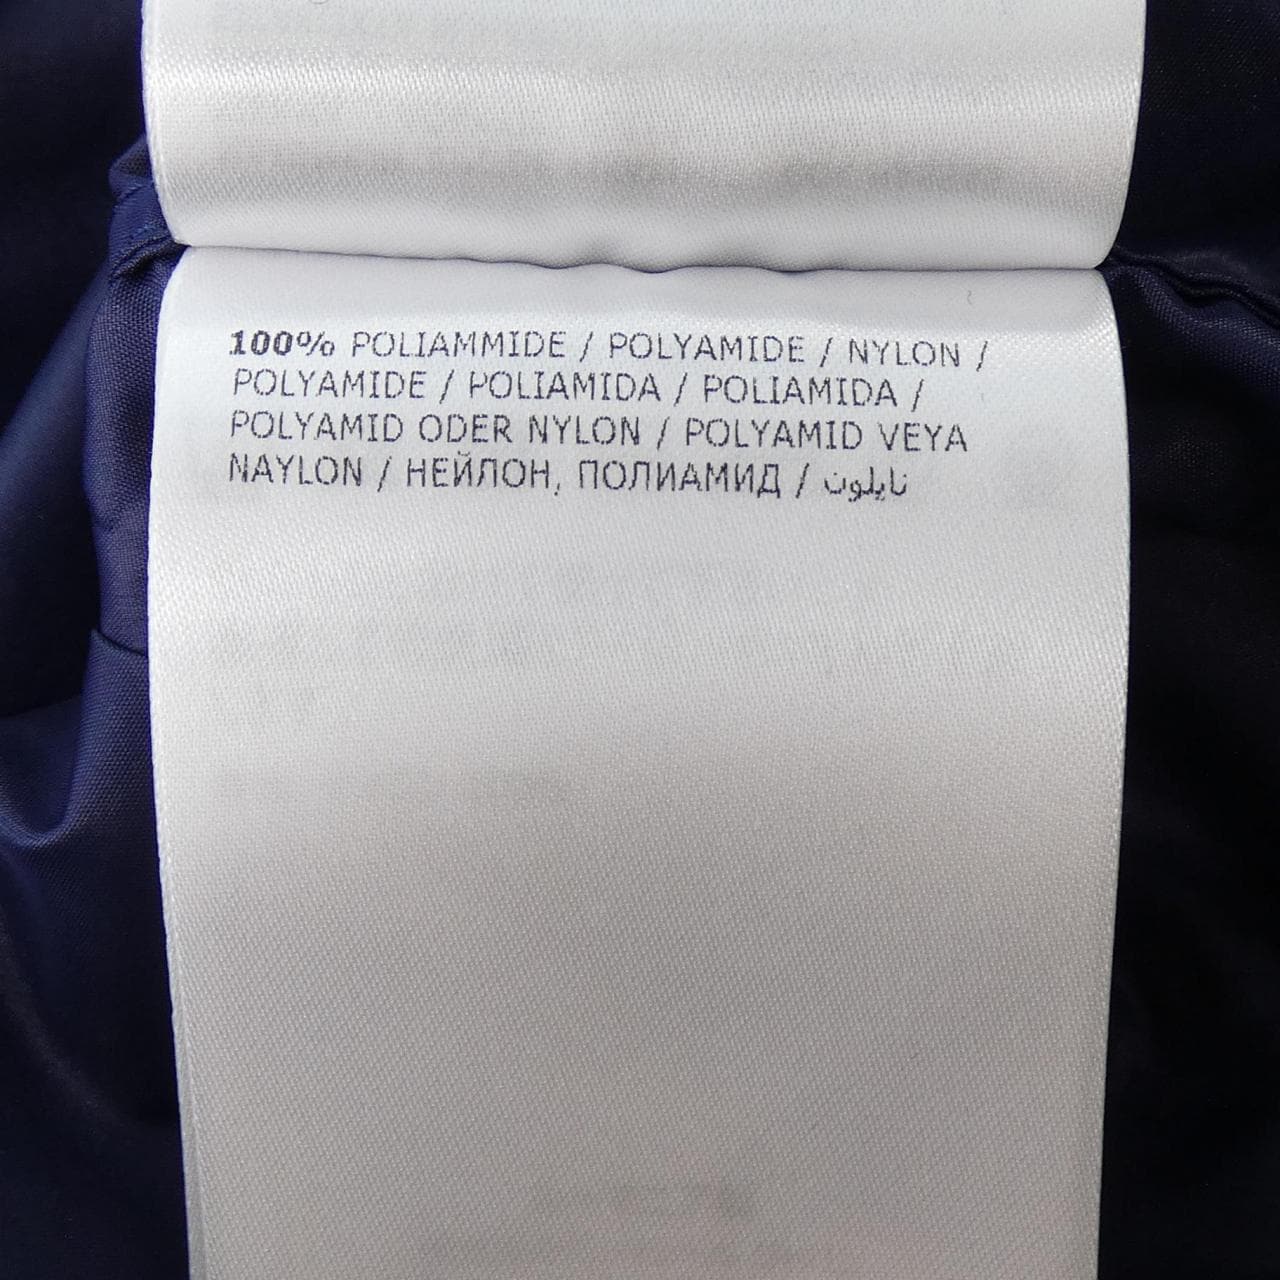 100% POLIAMMIDE / POLYAMIDE / NYLON /
POLYAMIDE / POLIAMIDA / POLIAMIDA /
POLYAMID ODER NYLON / POLYAMID VEYA
NAYLON / НЕЙЛОН, ПОЛИАМИД / نايلون